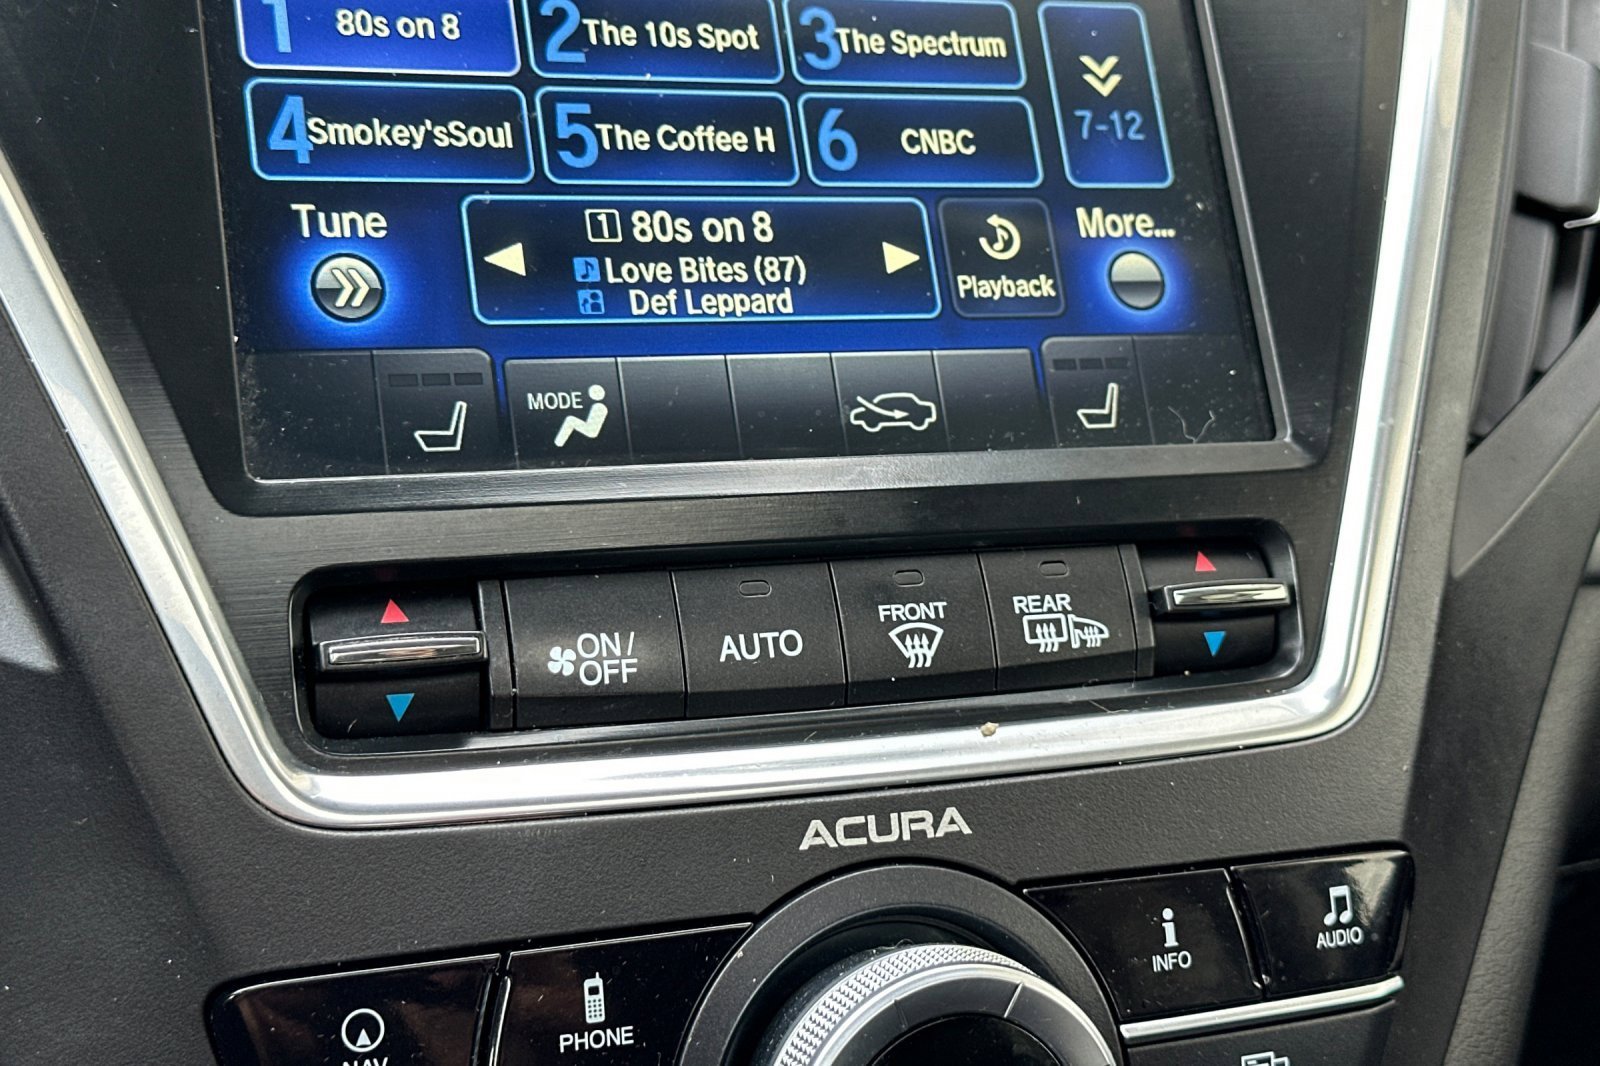 1 80s on 8
2 The 10s Spot
3 The Spectrum
4 Smokey'sSoul
5 The Coffee H
6 CNBC
7-12
Tune
1 80s on 8
Love Bites (87)
Def Leppard
Playback
More...
MODE
ON/
OFF
AUTO
FRONT
REAR
ACURA
NAV
PHONE
i
INFO
AUDIO